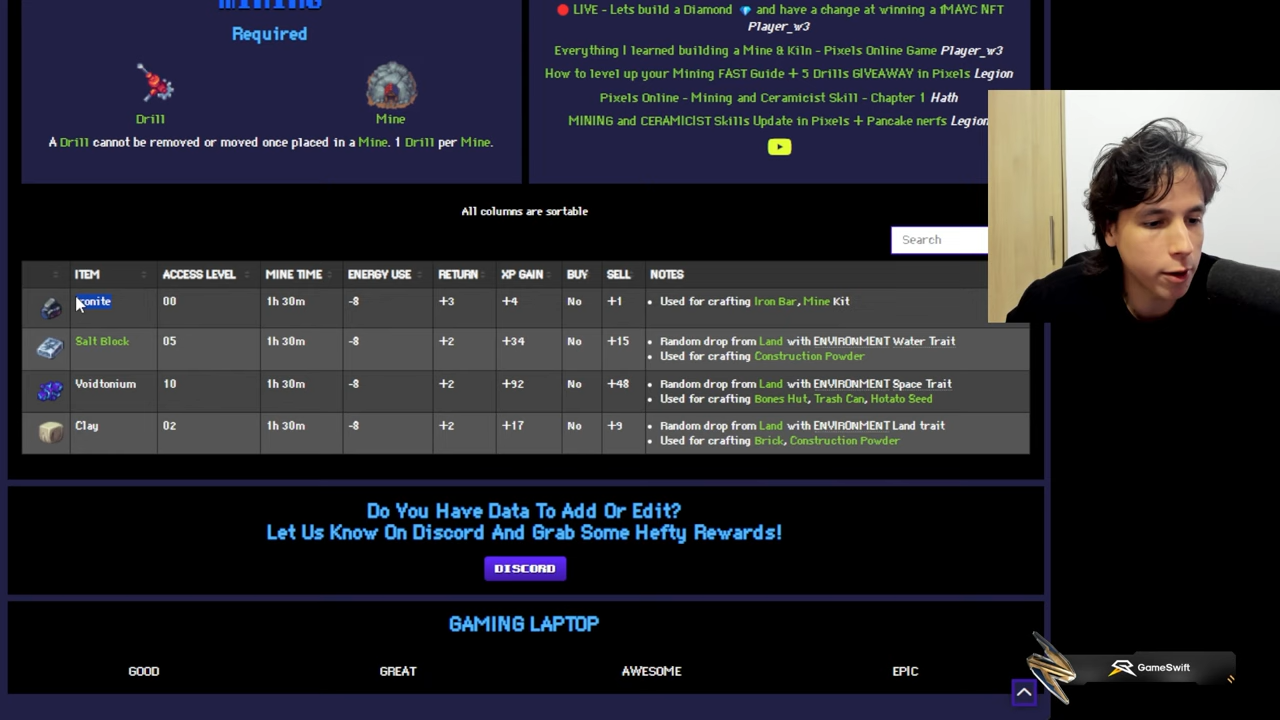 MINING
Required
Drill
Mine
A Drill cannot be removed or moved once placed in a Mine. 1 Drill per Mine.
LIVE - Lets build a Diamond and have a change at winning a 1MAYC NFT
Player_w3
Everything I learned building a Mine & Kiln - Pixels Online Game Player_w3
How to level up your Mining FAST Guide + 5 Drills GIVEAWAY in Pixels Legion
Pixels Online - Mining and Ceramicist Skill - Chapter 1 Hath
MINING and CERAMICIST Skills Update in Pixels + Pancake nerfs Legion
All columns are sortable
Search
ITEM ACCESS LEVEL MINE TIME ENERGY USE RETURN XP GAIN BUY SELL NOTES
00 1h 30m -8 +3 +4 No +1 Used for crafting Iron Bar, Mine Kit
Salt Block 05 1h 30m -8 +2 +34 No +15 Random drop from Land with ENVIRONMENT Water Trait
Used for crafting Construction Powder
Voidtonium 10 1h 30m -8 +2 +92 No +48 Random drop from Land with ENVIRONMENT Space Trait
Used for crafting Bones Hut, Trash Can, Hotato Seed
Clay 02 1h 30m -8 +2 +17 No +9 Random drop from Land with ENVIRONMENT Land trait
Used for crafting Brick, Construction Powder
Do You Have Data To Add Or Edit?
Let Us Know On Discord And Grab Some Hefty Rewards!
DISCORD
GAMING LAPTOP
GOOD GREAT AWESOME EPIC
GameSwift